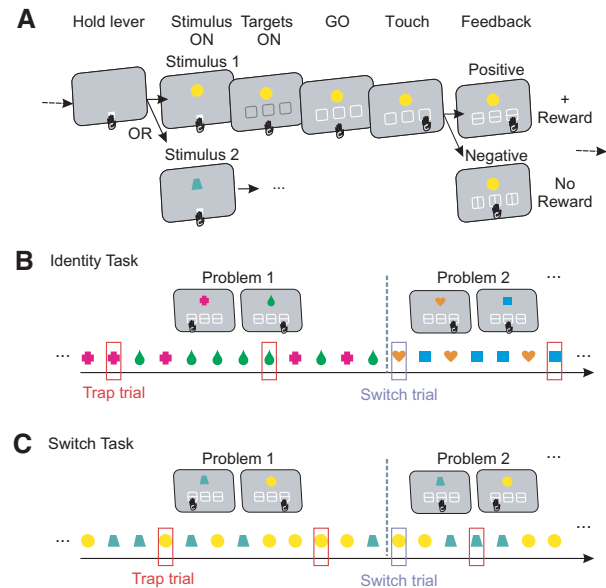 A
Hold lever
Stimulus ON
Targets ON
GO
Touch
Feedback
Stimulus 1
Positive
+
Reward
OR
Stimulus 2
...
Negative
No Reward
B Identity Task
Problem 1
Problem 2
...
...
...
Trap trial
Switch trial
C Switch Task
Problem 1
Problem 2
...
...
...
Trap trial
Switch trial